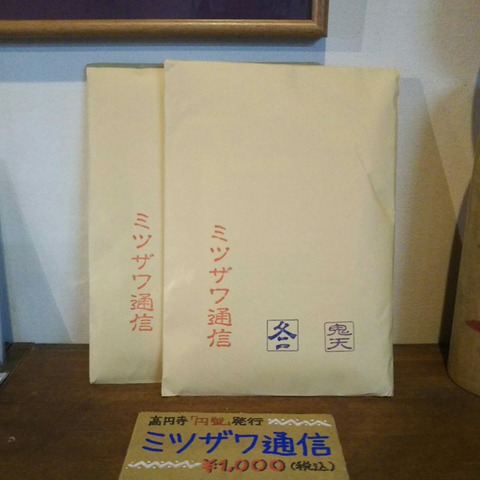 ミツザワ通信
ミツザワ通信
冬
鬼天
高円寺「円盤」発行
ミツザワ通信
¥1,000(税込)